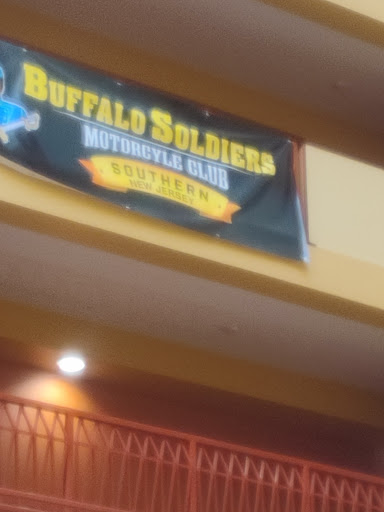 BUFFALO SOLDIERS
MOTORCYLE CLUB
SOUTHERN
NEW JERSEY